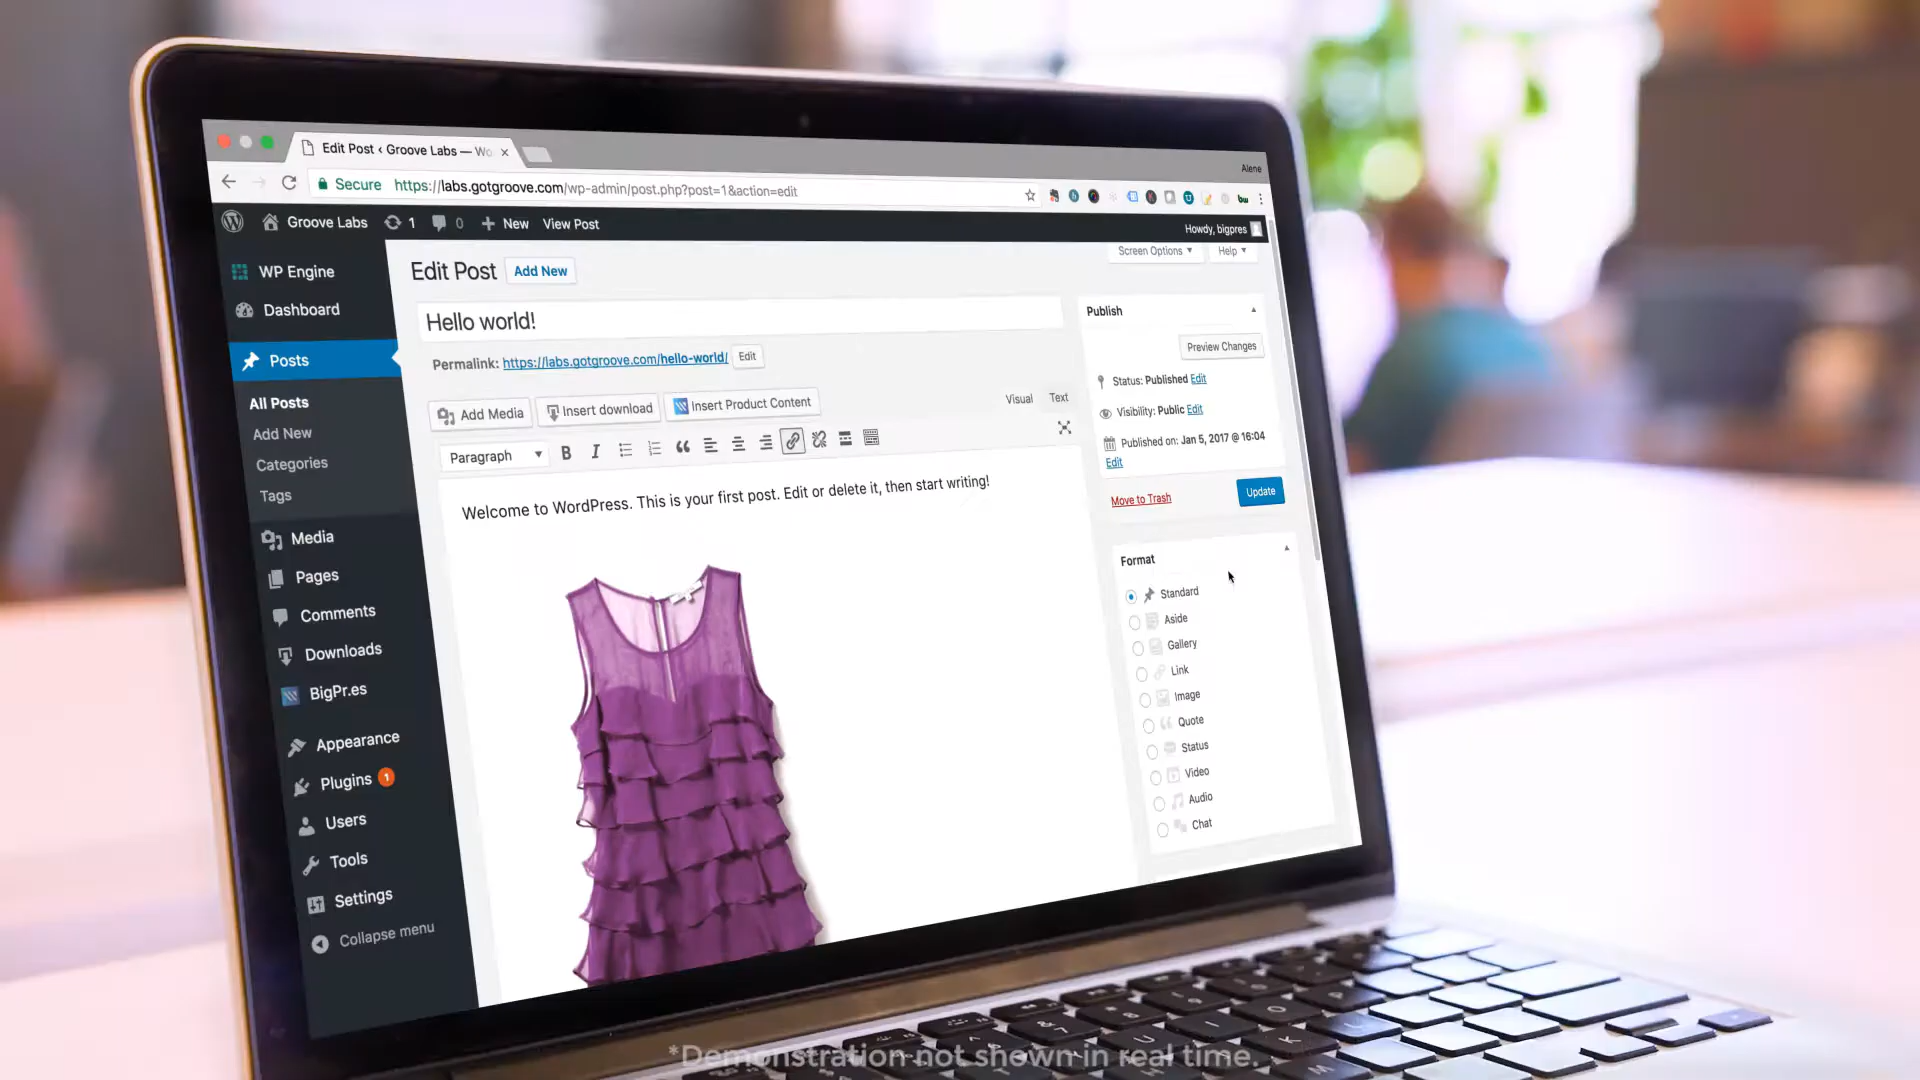 Edit Post ‹ Groove Labs — Wo
Alene
Secure https://labs.gotgroove.com/wp-admin/post.php?post=1&action=edit
bw
Groove Labs 1 0 + New View Post
Howdy, bigpres
Screen Options Help
WP Engine
Dashboard
Posts
All Posts
Add New
Categories
Tags
Media
Pages
Comments
Downloads
BigPr.es
Appearance
Plugins 1
Users
Tools
Settings
Collapse menu
Edit Post Add New
Hello world!
Permalink: https://labs.gotgroove.com/hello-world/ Edit
Add Media Insert download Insert Product Content
Visual Text
Paragraph B I
Welcome to WordPress. This is your first post. Edit or delete it, then start writing!
Publish
Preview Changes
Status: Published Edit
Visibility: Public Edit
Published on: Jan 5, 2017 @ 16:04
Edit
Move to Trash Update
Format
Standard
Aside
Gallery
Link
Image
Quote
Status
Video
Audio
Chat
*Demonstration not shown in real time.